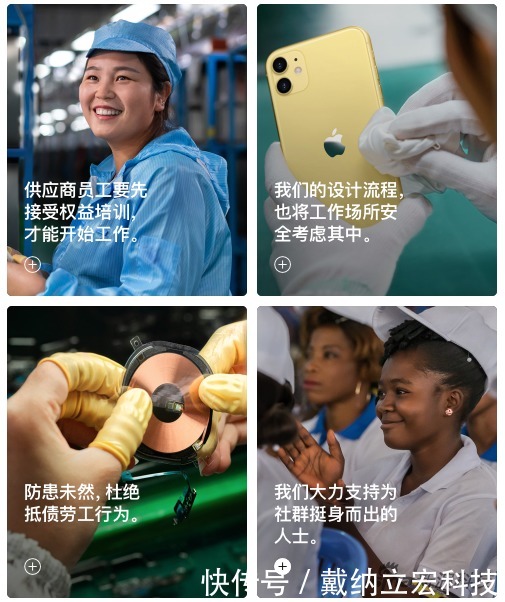 供应商员工要先
接受权益培训，
才能开始工作。
我们的设计流程，
也将工作场所安
全考虑其中。
防患未然，杜绝
抵债劳工行为。
我们大力支持为
社群挺身而出的
人士。
快传号 / 戴纳立宏科技